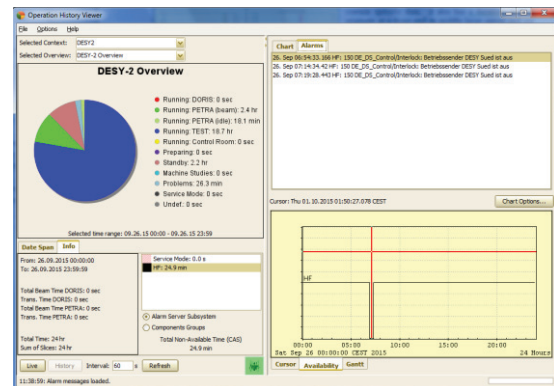 Operation History Viewer
File Options Help
Selected Context: DESY2
Selected Overview: DESY-2 Overview
DESY-2 Overview
Running: DORIS: 0 sec
Running: PETRA (beam): 2.4 hr
Running: PETRA (idle): 18.1 min
Running: TEST: 18.7 hr
Running: Control Room: 0 sec
Preparing: 0 sec
Standby: 2.2 hr
Machine Studies: 0 sec
Problems: 26.3 min
Service Mode: 0 sec
Undef.: 0 sec
Selected time range: 09.26.15 00:00 - 09.26.15 23:59
Date Span Info
From: 26.09.2015 00:00:00
To: 26.09.2015 23:59:59
Total Beam Time DORIS: 0 sec
Trans. Time DORIS: 0 sec
Total Beam Time PETRA: 0 sec
Trans. Time PETRA: 0 sec
Total Time: 24 hr
Sum of Slices: 24 hr
Service Mode: 0.0 s
HF: 24.9 min
Alarm Server Subsystem
Components Groups
Total Non-Available Time (CAS)
24.9 min
Live History Interval: 60 s Refresh
11:38:59: Alarm messages loaded.
Chart Alarms
26. Sep 06:54:33.166 HF: 150 DE_DS_Control/Interlock: Betriebssender DESY Sued ist aus
26. Sep 07:14:34.42 HF: 150 DE_DS_Control/Interlock: Betriebssender DESY Sued ist aus
26. Sep 07:19:28.443 HF: 150 DE_DS_Control/Interlock: Betriebssender DESY Sued ist aus
Cursor: Thu 01.10.2015 01:50:27.078 CEST
Chart Options...
HF
00:00 05:00 10:00 15:00 20:00
Sat Sep 26 00:00:00 CEST 2015 24 Hours
Cursor Availability Gantt